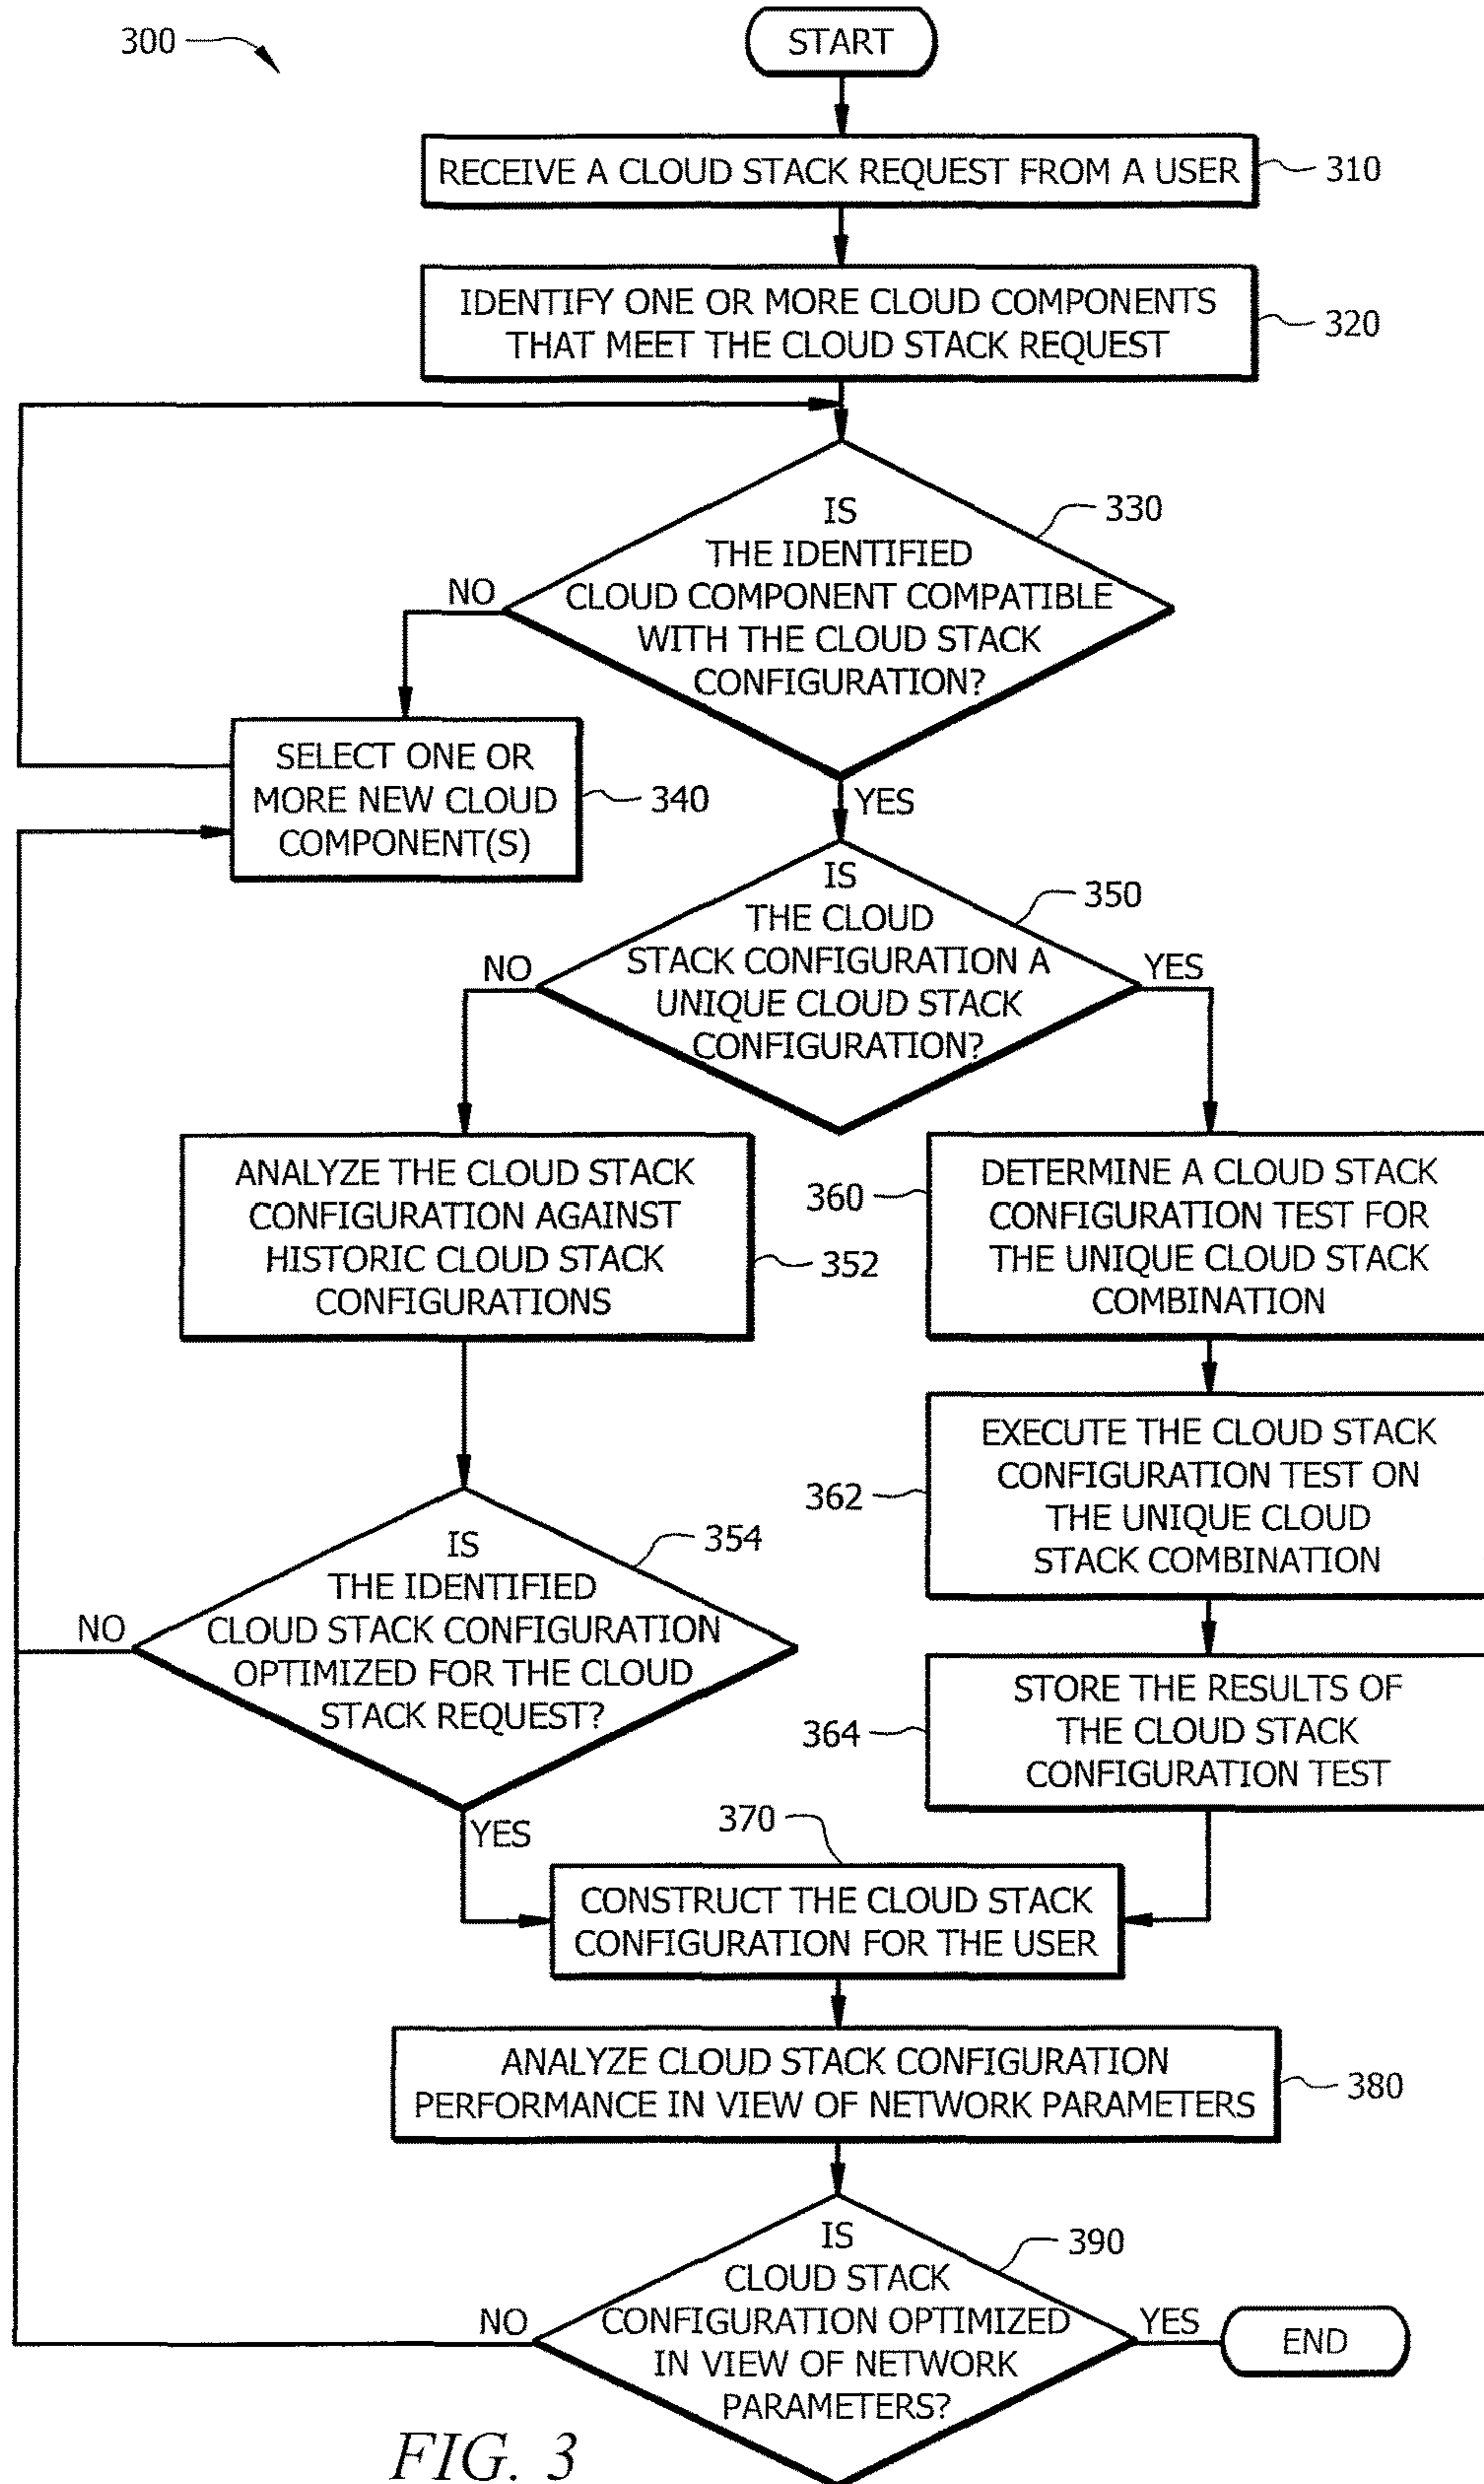 300
START
RECEIVE A CLOUD STACK REQUEST FROM A USER
310
IDENTIFY ONE OR MORE CLOUD COMPONENTS
THAT MEET THE CLOUD STACK REQUEST
320
IS
THE IDENTIFIED
CLOUD COMPONENT COMPATIBLE
WITH THE CLOUD STACK
CONFIGURATION?
330
NO
YES
SELECT ONE OR
MORE NEW CLOUD
COMPONENT(S)
340
IS
THE CLOUD
STACK CONFIGURATION A
UNIQUE CLOUD STACK
CONFIGURATION?
350
NO
YES
ANALYZE THE CLOUD STACK
CONFIGURATION AGAINST
HISTORIC CLOUD STACK
CONFIGURATIONS
352
360
DETERMINE A CLOUD STACK
CONFIGURATION TEST FOR
THE UNIQUE CLOUD STACK
COMBINATION
362
EXECUTE THE CLOUD STACK
CONFIGURATION TEST ON
THE UNIQUE CLOUD
STACK COMBINATION
IS
THE IDENTIFIED
CLOUD STACK CONFIGURATION
OPTIMIZED FOR THE CLOUD
STACK REQUEST?
354
NO
YES
364
STORE THE RESULTS OF
THE CLOUD STACK
CONFIGURATION TEST
370
CONSTRUCT THE CLOUD STACK
CONFIGURATION FOR THE USER
ANALYZE CLOUD STACK CONFIGURATION
PERFORMANCE IN VIEW OF NETWORK PARAMETERS
380
IS
CLOUD STACK
CONFIGURATION OPTIMIZED
IN VIEW OF NETWORK
PARAMETERS?
390
NO
YES
END
FIG. 3